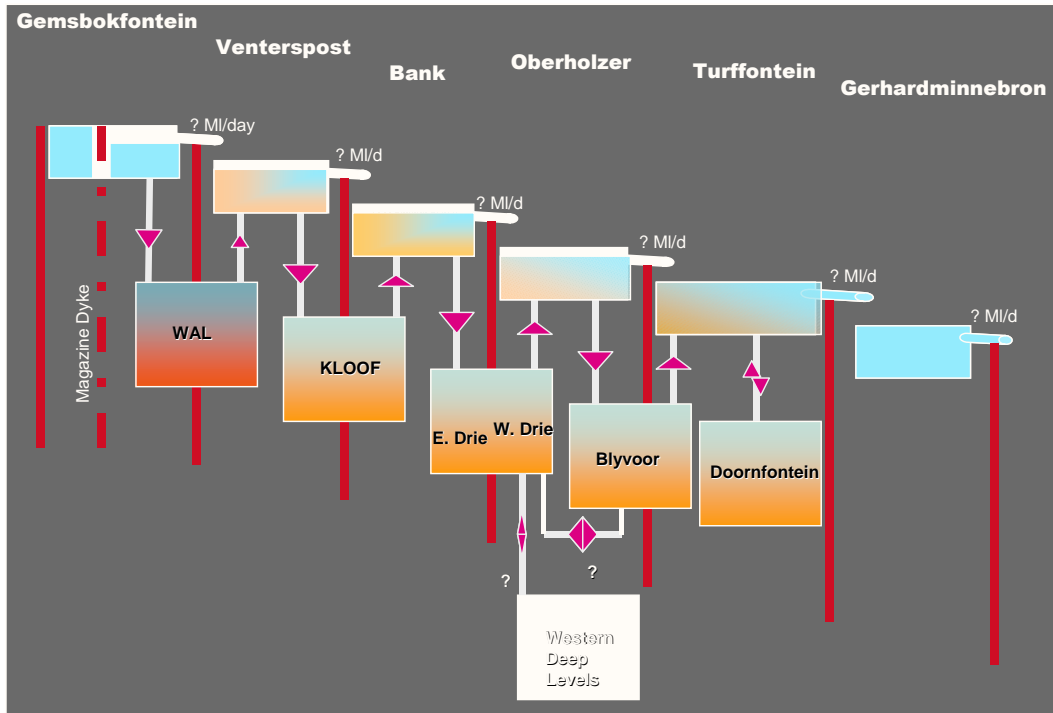 Gemsbokfontein
Venterspost
Bank
Oberholzer
Turffontein
Gerhardminnebron
? Ml/day
? Ml/d
? Ml/d
? Ml/d
? Ml/d
? Ml/d
Magazine Dyke
WAL
KLOOF
E. Drie
W. Drie
Blyvoor
Doornfontein
?
?
Western
Deep
Levels